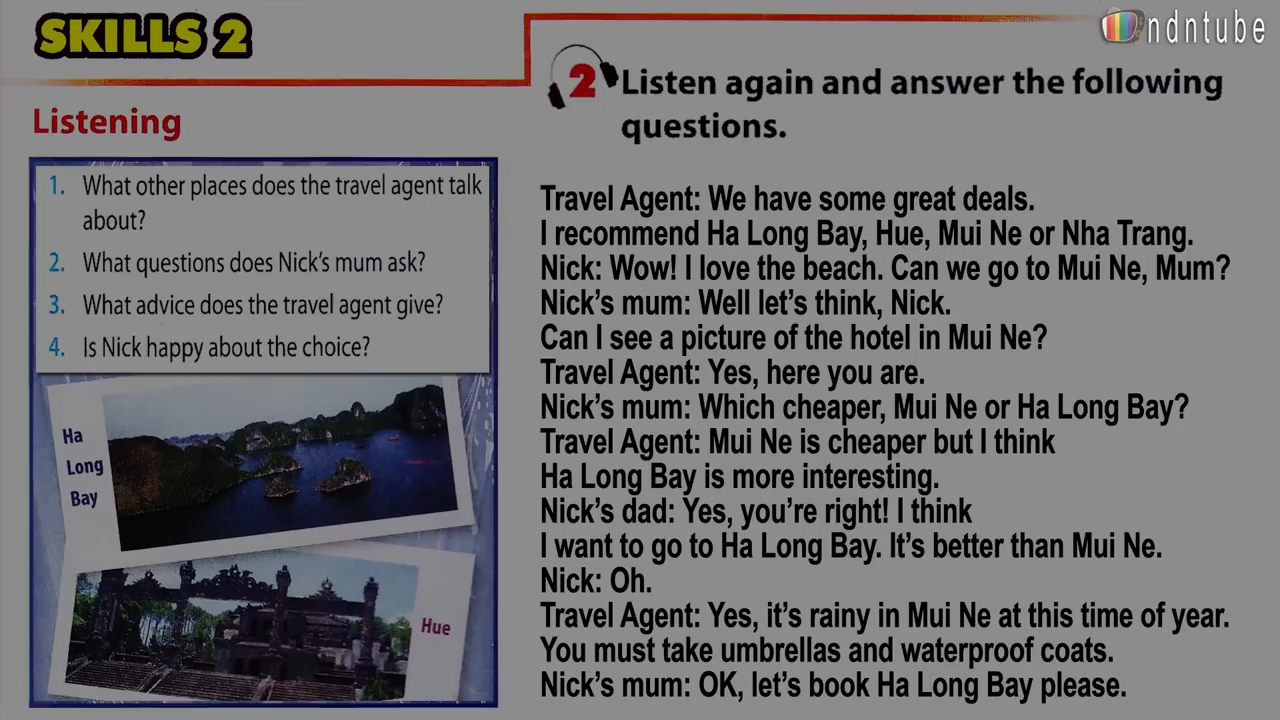 SKILLS 2
ndntube
Listening
1. What other places does the travel agent talk
about?
2. What questions does Nick's mum ask?
3. What advice does the travel agent give?
4. Is Nick happy about the choice?
Ha
Long
Bay
Hue
2 Listen again and answer the following
questions.
Travel Agent: We have some great deals.
I recommend Ha Long Bay, Hue, Mui Ne or Nha Trang.
Nick: Wow! I love the beach. Can we go to Mui Ne, Mum?
Nick's mum: Well let's think, Nick.
Can I see a picture of the hotel in Mui Ne?
Travel Agent: Yes, here you are.
Nick's mum: Which cheaper, Mui Ne or Ha Long Bay?
Travel Agent: Mui Ne is cheaper but I think
Ha Long Bay is more interesting.
Nick's dad: Yes, you're right! I think
I want to go to Ha Long Bay. It's better than Mui Ne.
Nick: Oh.
Travel Agent: Yes, it's rainy in Mui Ne at this time of year.
You must take umbrellas and waterproof coats.
Nick's mum: OK, let's book Ha Long Bay please.